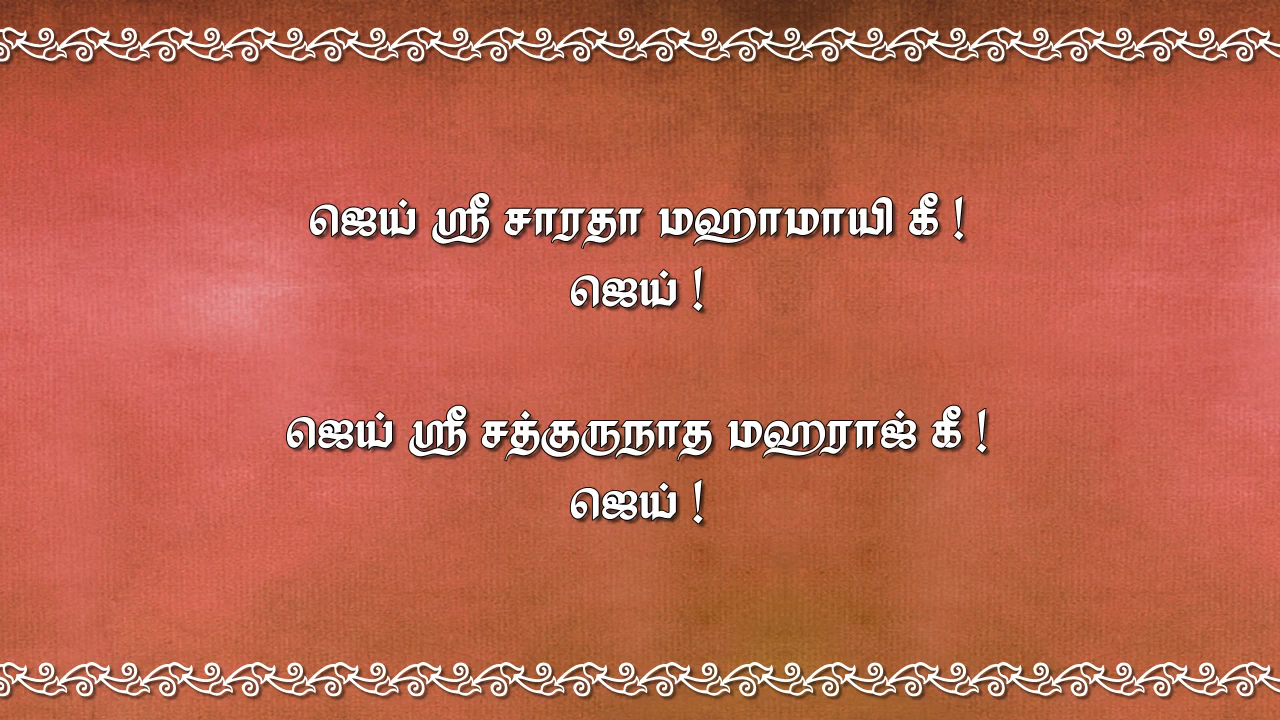 ஜெய் ஸ்ரீ சாரதா மஹாமாயி கீ !
ஜெய் !
ஜெய் ஸ்ரீ சத்குருநாத மஹராஜ் கீ !
ஜெய் !